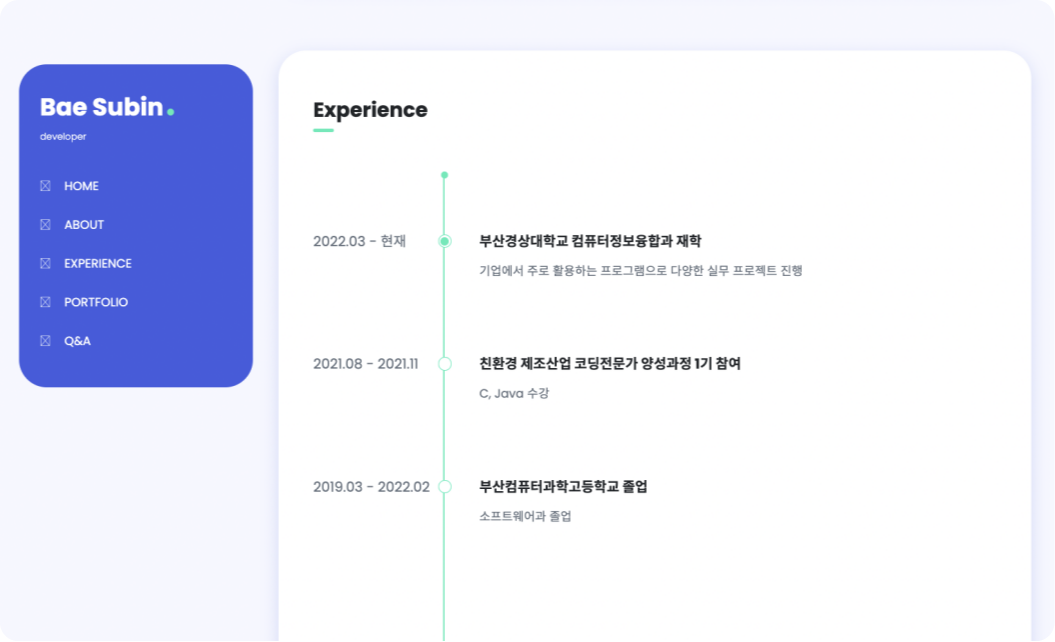 Bae Subin.
developer
HOME
ABOUT
EXPERIENCE
PORTFOLIO
Q&A
Experience
2022.03 - 현재
부산경상대학교 컴퓨터정보융합과 재학
기업에서 주로 활용하는 프로그램으로 다양한 실무 프로젝트 진행
2021.08 - 2021.11
친환경 제조산업 코딩전문가 양성과정 1기 참여
C, Java 수강
2019.03 - 2022.02
부산컴퓨터과학고등학교 졸업
소프트웨어과 졸업